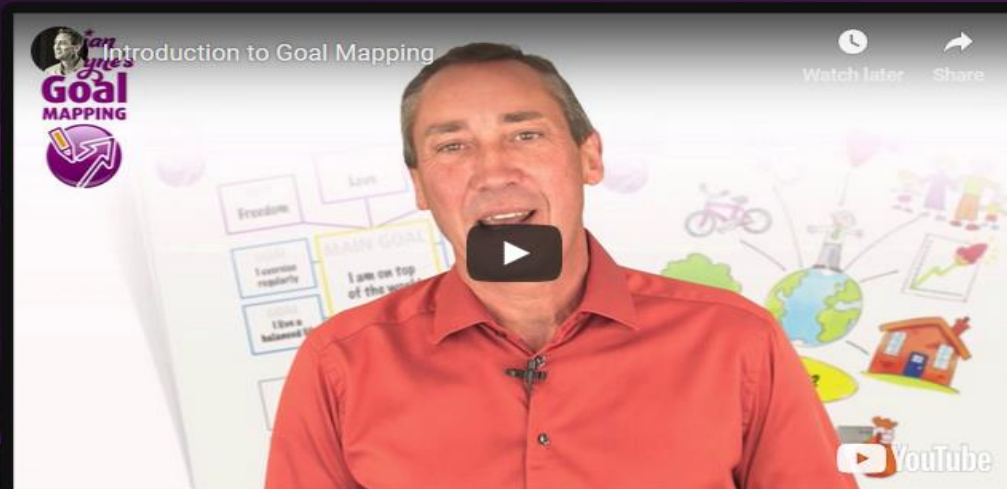 Introduction to Goal Mapping
Watch later
Share
Goal
MAPPING
Love
Freedom
MAIN GOAL
I exercise
regularly
I am on top
of the world
GOAL
I live a
balanced
?
YouTube